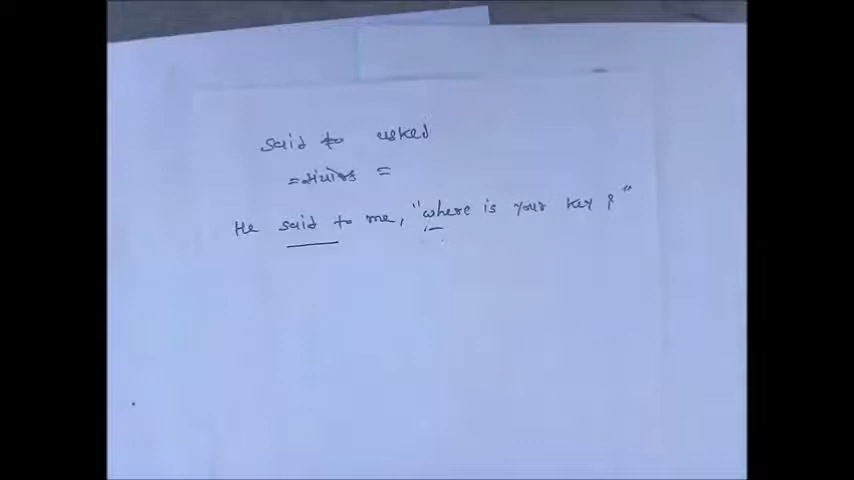 said to asked
=
He said to me, "where is your key ?"